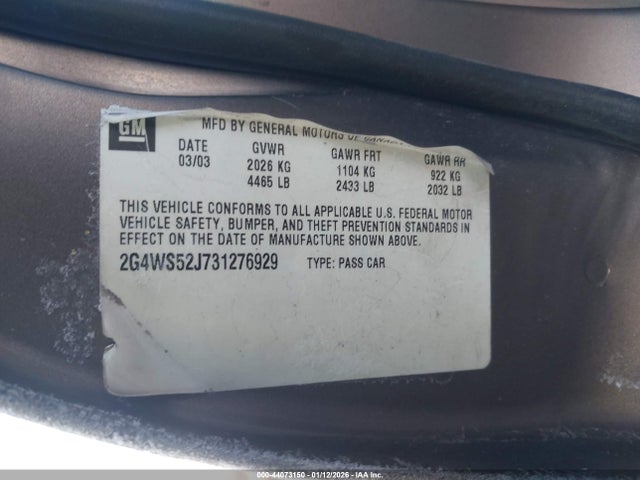 GM
MFD BY GENERAL MOTORS OF CANADA
DATE GVWR GAWR FRT GAWR RR
03/03 2026 KG 1104 KG 922 KG
4465 LB 2433 LB 2032 LB
THIS VEHICLE CONFORMS TO ALL APPLICABLE U.S. FEDERAL MOTOR
VEHICLE SAFETY, BUMPER, AND THEFT PREVENTION STANDARDS IN
EFFECT ON THE DATE OF MANUFACTURE SHOWN ABOVE.
2G4WS52J731276929 TYPE: PASS CAR
000-44073150 - 01/12/2026 - Copart, Inc.